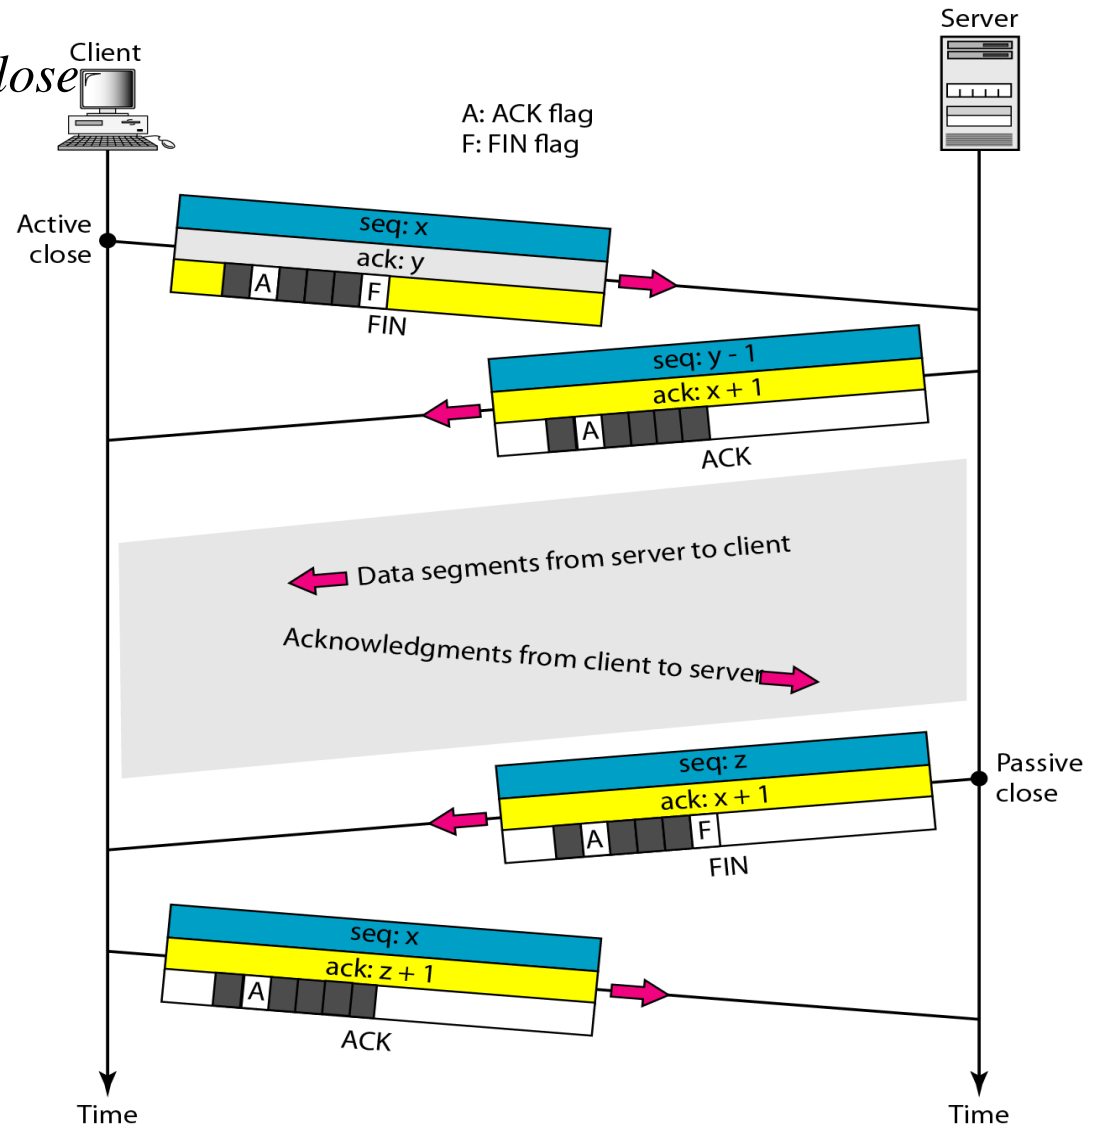 Server
Client
lose
A: ACK flag
F: FIN flag
Active
close
seq: x
ack: y
A F
FIN
seq: y - 1
ack: x + 1
A
ACK
Data segments from server to client
Acknowledgments from client to server
seq: z
ack: x + 1
A F
FIN
Passive
close
seq: x
ack: z + 1
A
ACK
Time
Time